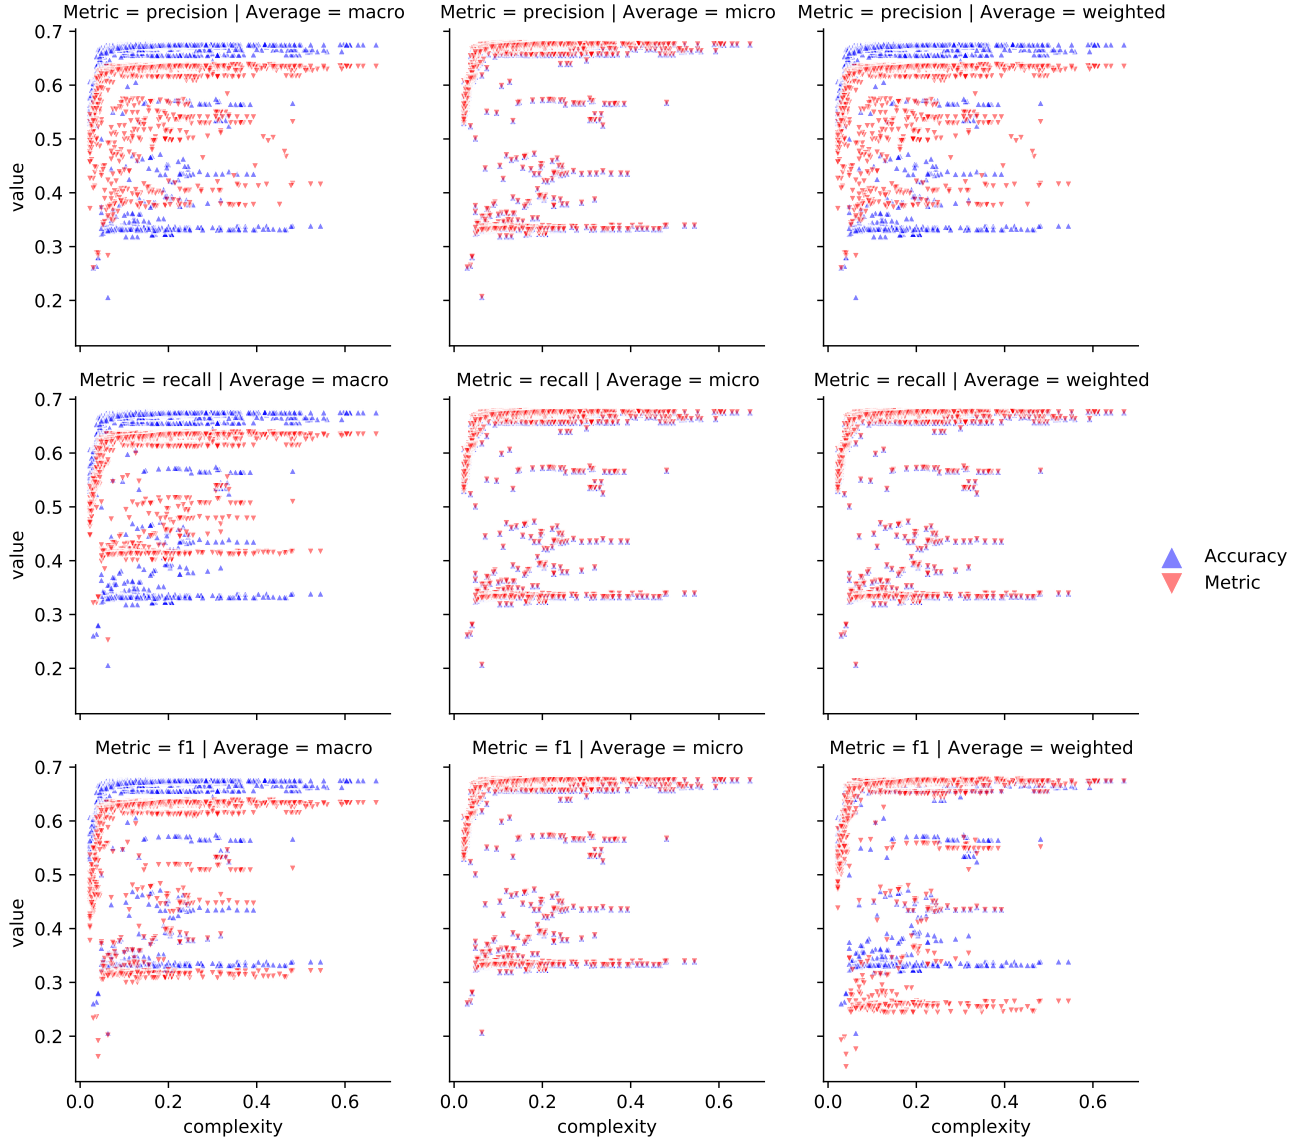 Metric = precision | Average = macro
Metric = precision | Average = micro
Metric = precision | Average = weighted
0.7
0.6
0.5
0.4
0.3
0.2
value
Metric = recall | Average = macro
Metric = recall | Average = micro
Metric = recall | Average = weighted
0.7
0.6
0.5
0.4
0.3
0.2
value
Accuracy
Metric
Metric = f1 | Average = macro
Metric = f1 | Average = micro
Metric = f1 | Average = weighted
0.7
0.6
0.5
0.4
0.3
0.2
value
0.0 0.2 0.4 0.6
0.0 0.2 0.4 0.6
0.0 0.2 0.4 0.6
complexity
complexity
complexity